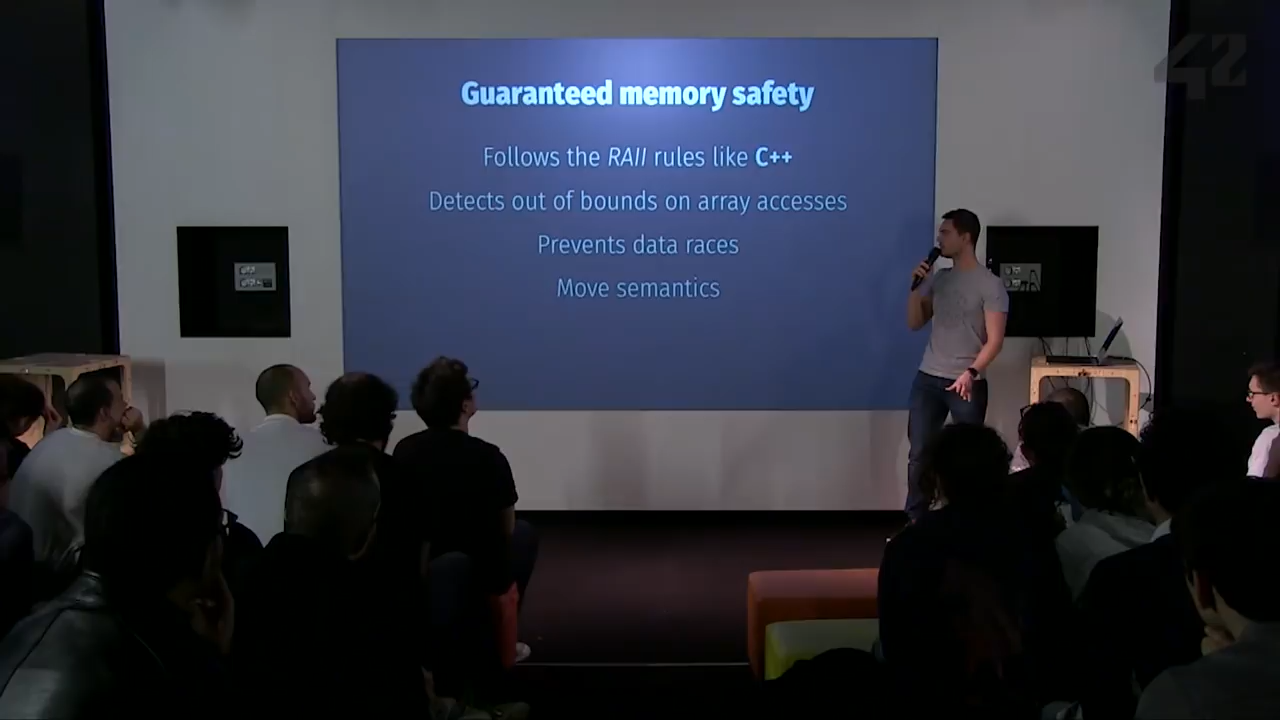 42
Guaranteed memory safety
Follows the RAII rules like C++
Detects out of bounds on array accesses
Prevents data races
Move semantics